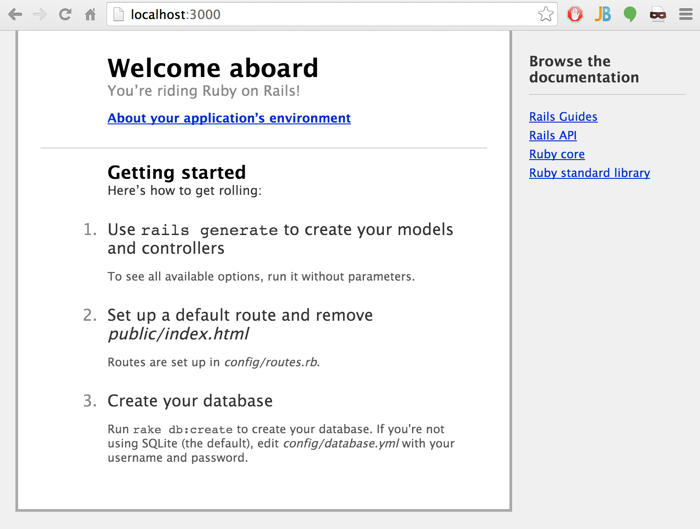 localhost:3000
JB
Welcome aboard
You’re riding Ruby on Rails!
About your application’s environment
Getting started
Here’s how to get rolling:
1. Use rails generate to create your models
and controllers
To see all available options, run it without parameters.
2. Set up a default route and remove
public/index.html
Routes are set up in config/routes.rb.
3. Create your database
Run rake db:create to create your database. If you're not
using SQLite (the default), edit config/database.yml with your
username and password.
Browse the
documentation
Rails Guides
Rails API
Ruby core
Ruby standard library